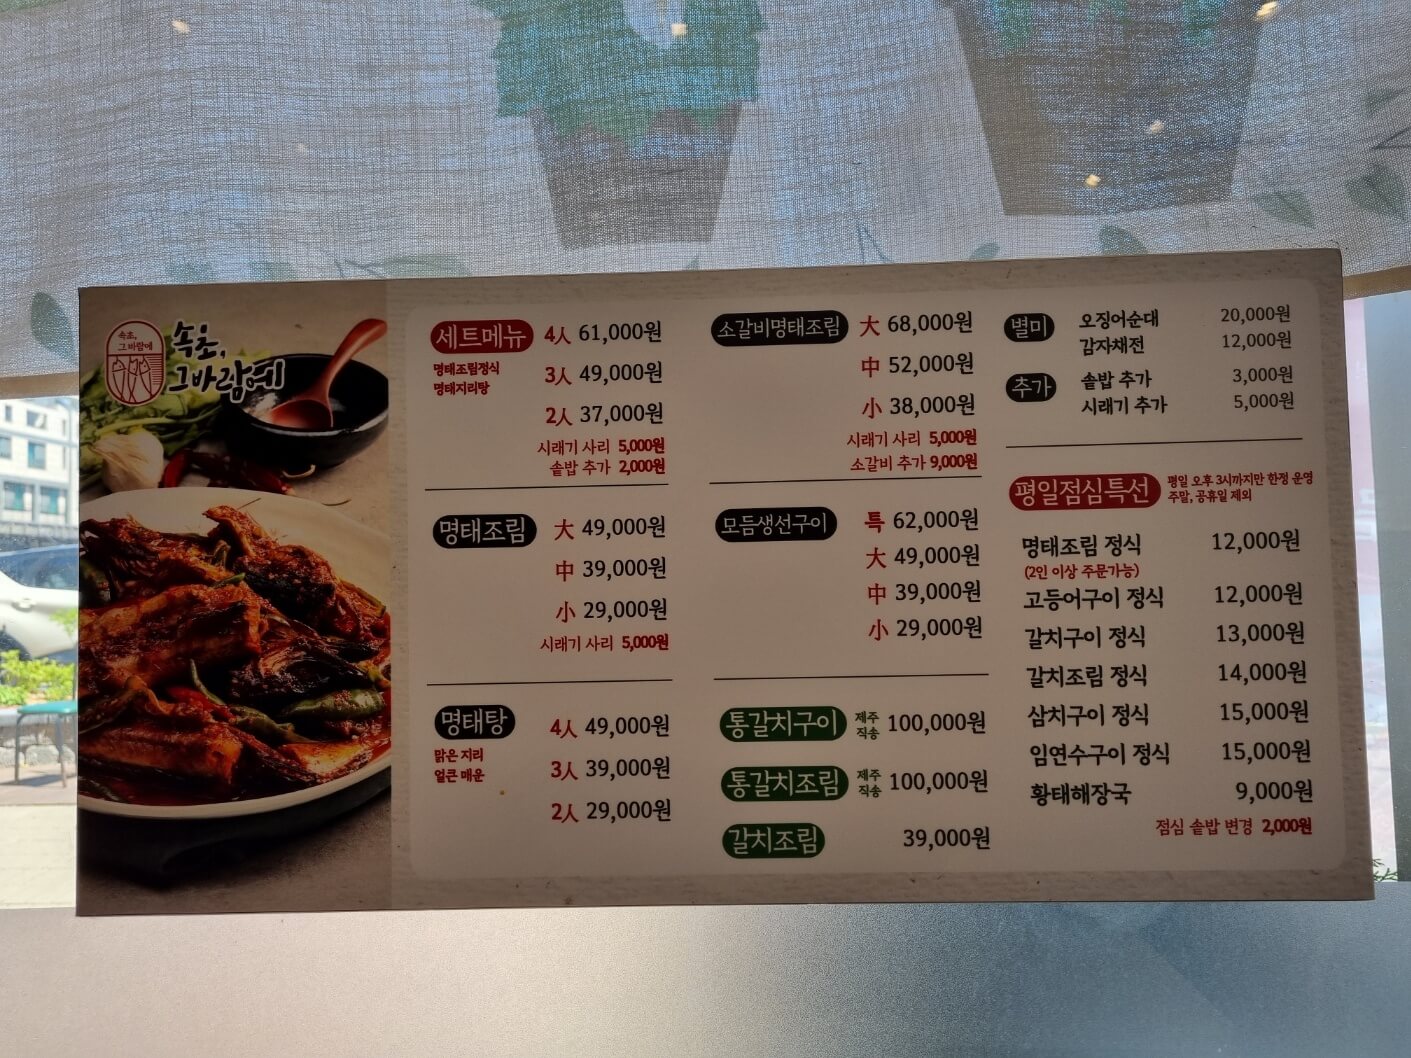 속초,
그바람에
속초,
그바람에
세트메뉴 4人 61,000원
명태조림정식
명태지리탕
3人 49,000원
2人 37,000원
시래기 사리 5,000원
솥밥 추가 2,000원
명태조림 大 49,000원
中 39,000원
小 29,000원
시래기 사리 5,000원
명태탕 4人 49,000원
맑은 지리
얼큰 매운
3人 39,000원
2人 29,000원
소갈비명태조림 大 68,000원
中 52,000원
小 38,000원
시래기 사리 5,000원
소갈비 추가 9,000원
모듬생선구이 특 62,000원
大 49,000원
中 39,000원
小 29,000원
통갈치구이 제주 직송 100,000원
통갈치조림 제주 직송 100,000원
갈치조림 39,000원
별미 오징어순대 20,000원
감자채전 12,000원
추가 솥밥 추가 3,000원
시래기 추가 5,000원
평일점심특선 평일 오후 3시까지만 한정 운영
주말, 공휴일 제외
명태조림 정식 12,000원
(2인 이상 주문가능)
고등어구이 정식 12,000원
갈치구이 정식 13,000원
갈치조림 정식 14,000원
삼치구이 정식 15,000원
임연수구이 정식 15,000원
황태해장국 9,000원
점심 솥밥 변경 2,000원